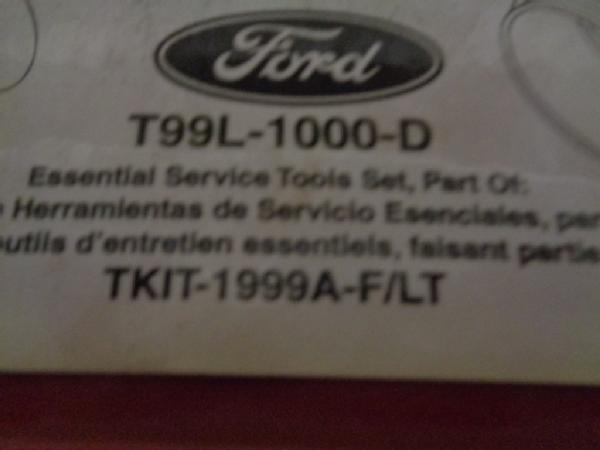 Ford
T99L-1000-D
Essential Service Tools Set, Part Of:
Herramientas de Servicio Esenciales,
d'entretien essentiels, faisant partie
TKIT-1999A-F/LT